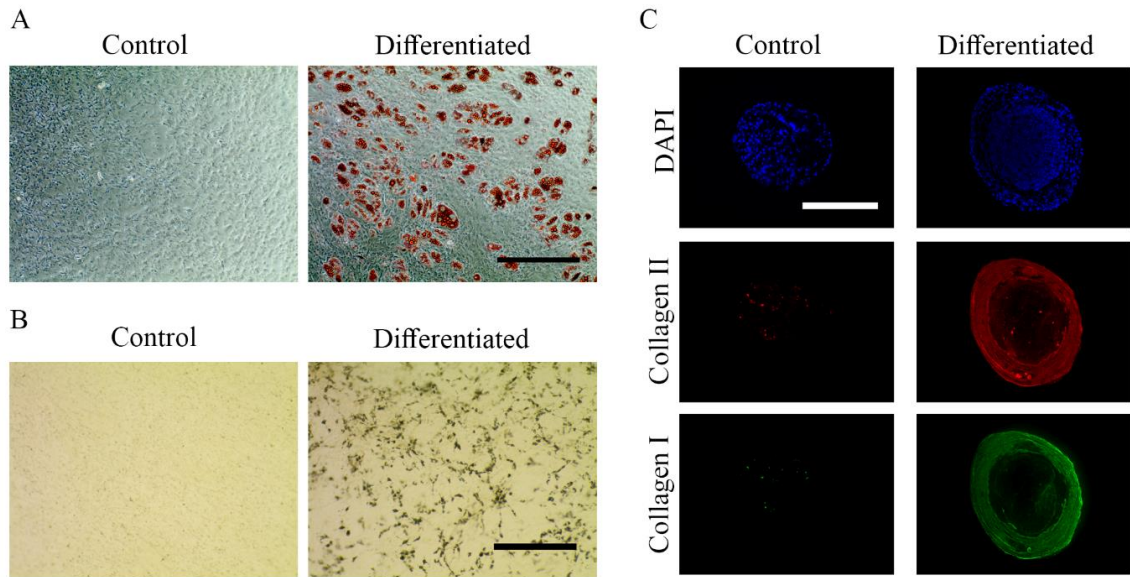 A
Control Differentiated
B
Control Differentiated
C
Control Differentiated
DAPI
Collagen II
Collagen I